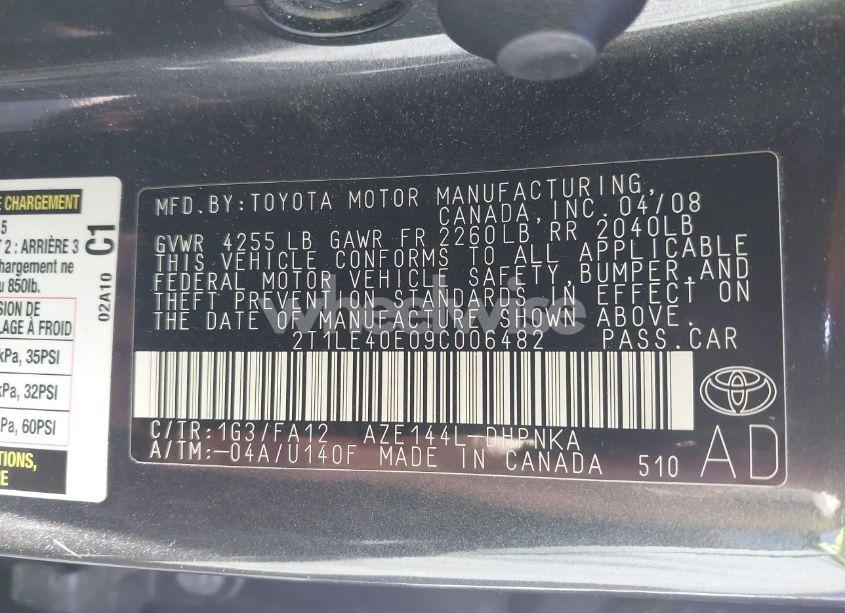 E CHARGEMENT
5
T 2 : ARRIÈRE 3
chargement ne
u 850lb.
C1
02A10
SION DE
LAGE À FROID
kPa, 35PSI
kPa, 32PSI
kPa, 60PSI
MFD.BY:TOYOTA MOTOR MANUFACTURING,
CANADA,INC. 04/08
GVWR 4255 LB GAWR FR 2260LB RR 2040LB
THIS VEHICLE CONFORMS TO ALL APPLICABLE
FEDERAL MOTOR VEHICLE SAFETY,BUMPER,AND
THEFT PREVENTION STANDARDS IN EFFECT ON
THE DATE OF MANUFACTURE SHOWN ABOVE.
2T1LE40E09C006482 PASS.CAR
C/TR:1G3/FA12 AZE144L-DHPNKA
A/TM:-04A/U140F MADE IN CANADA 510
AD
wheelwise